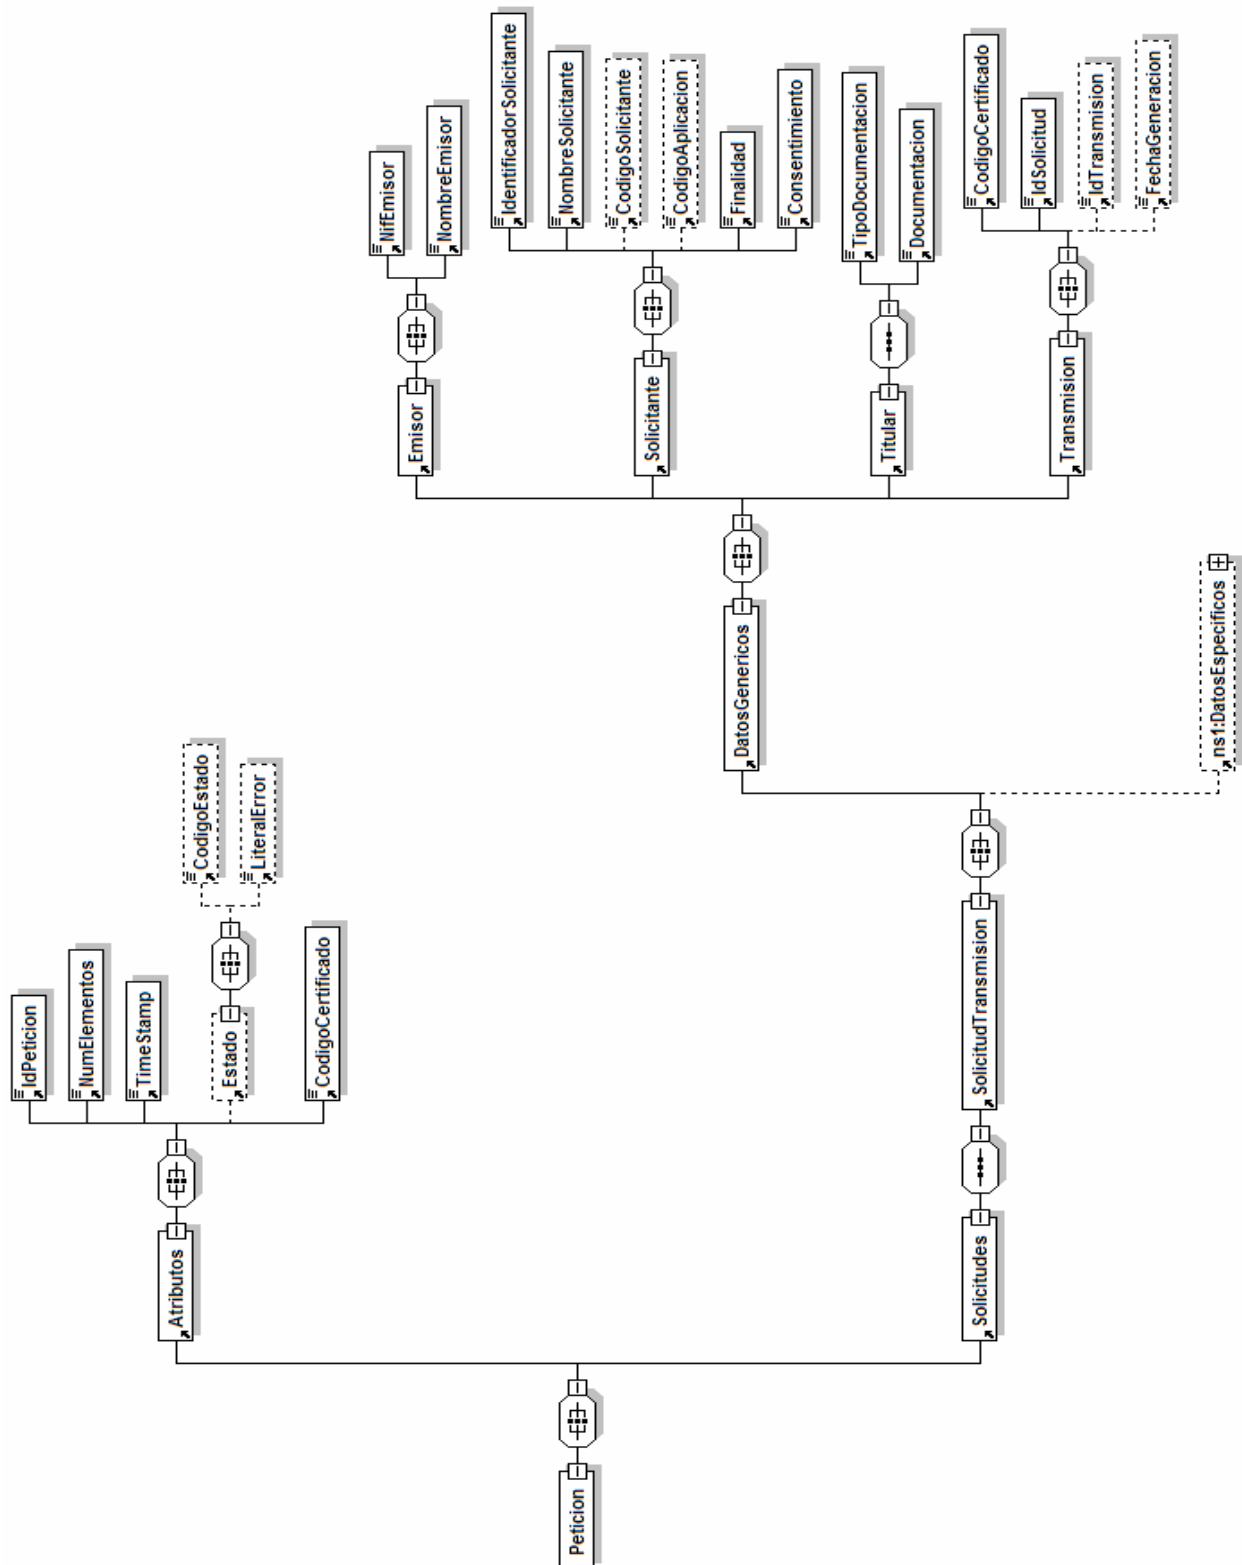 Peticion
Atributos
IdPeticion
NumElementos
TimeStamp
Estado
CodigoEstado
LiteralError
CodigoCertificado
Solicitudes
SolicitudTransmision
DatosGenericos
Emisor
NifEmisor
NombreEmisor
Solicitante
IdentificadorSolicitante
NombreSolicitante
CodigoSolicitante
CodigoAplicacion
Finalidad
Consentimiento
Titular
TipoDocumentacion
Documentacion
Transmision
CodigoCertificado
IdSolicitud
IdTransmision
FechaGeneracion
ns1:DatosEspecificos